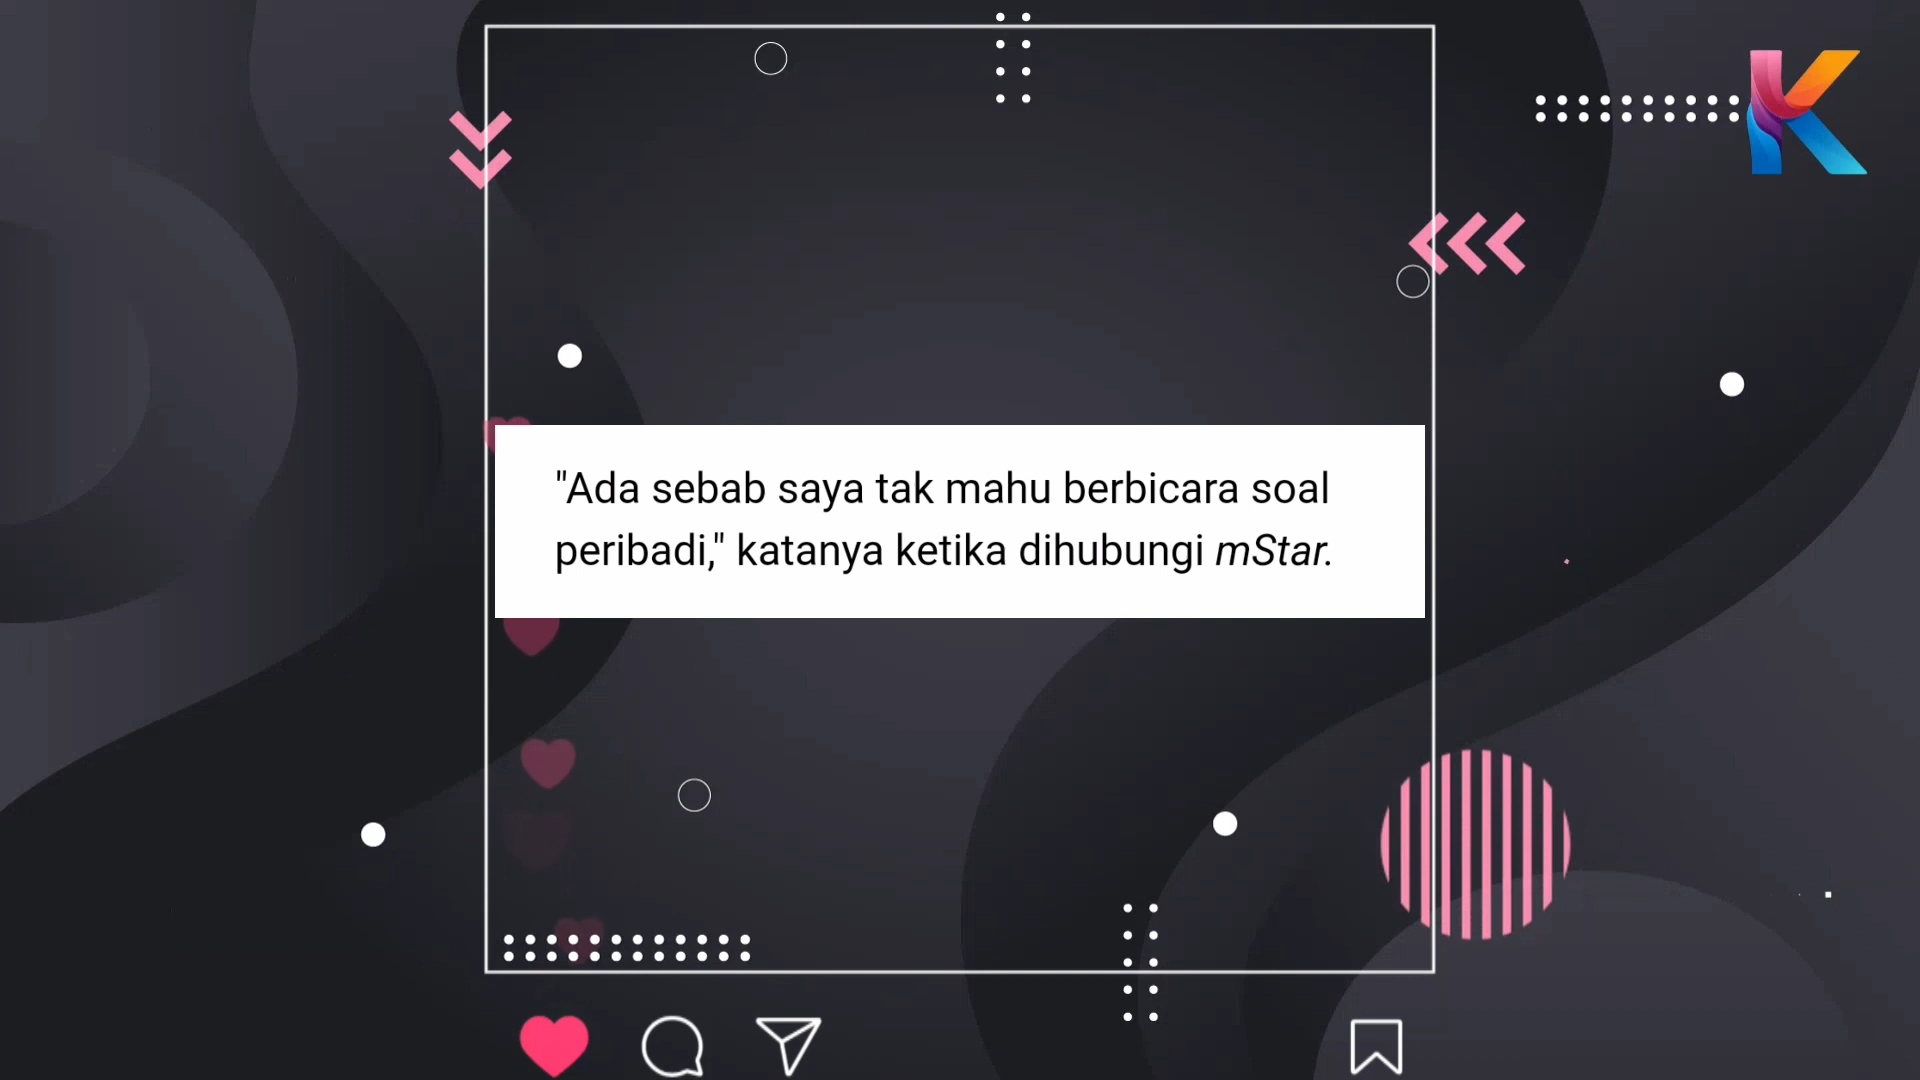 "Ada sebab saya tak mahu berbicara soal
peribadi," katanya ketika dihubungi mStar.